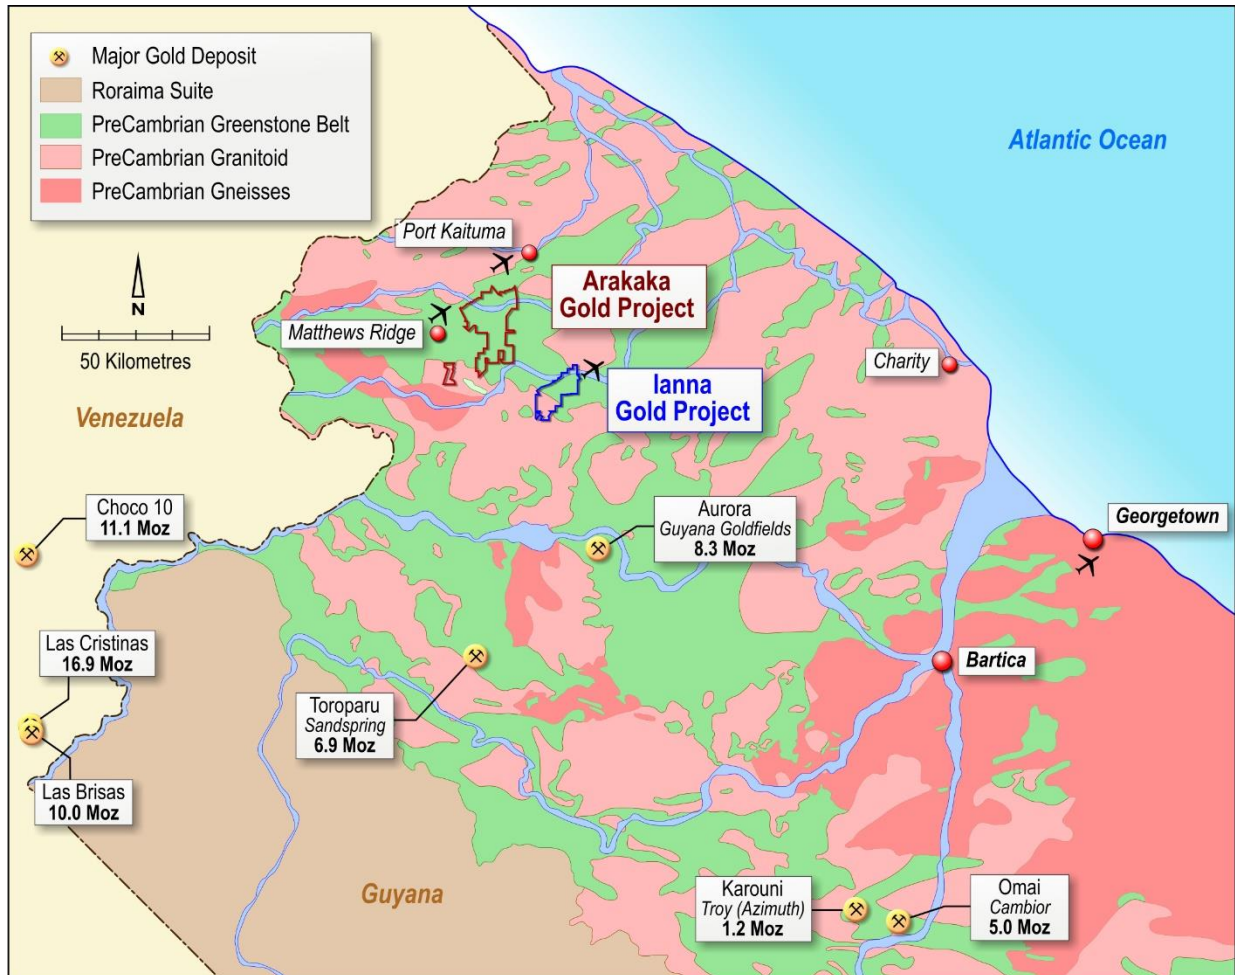 Major Gold Deposit
Roraima Suite
PreCambrian Greenstone Belt
PreCambrian Granitoid
PreCambrian Gneisses
N
50 Kilometres
Atlantic Ocean
Port Kaituma
Arakaka
Gold Project
Matthews Ridge
Ianna
Gold Project
Charity
Venezuela
Choco 10
11.1 Moz
Aurora
Guyana Goldfields
8.3 Moz
Georgetown
Las Cristinas
16.9 Moz
Bartica
Toroparu
Sandspring
6.9 Moz
Las Brisas
10.0 Moz
Guyana
Karouni
Troy (Azimuth)
1.2 Moz
Omai
Cambior
5.0 Moz